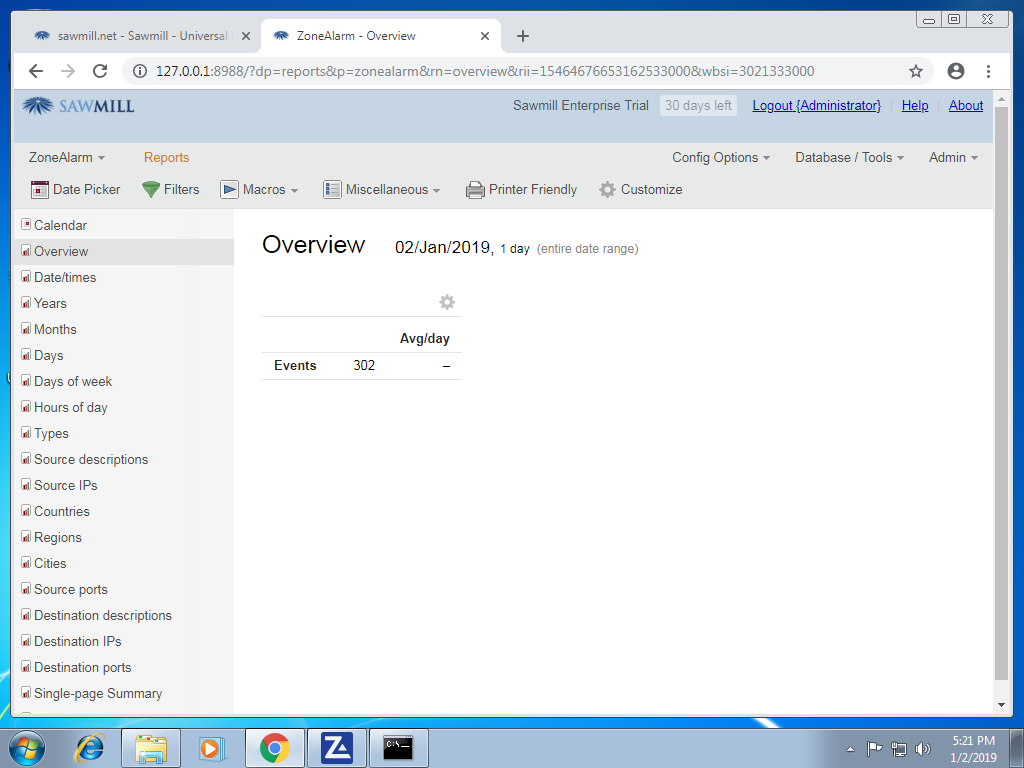 sawmill.net - Sawmill - Universal
ZoneAlarm - Overview
127.0.0.1:8988/?dp=reports&p=zonealarm&rn=overview&rii=15464676653162533000&wbsi=3021333000
SAWMILL
Sawmill Enterprise Trial 30 days left Logout {Administrator} Help About
ZoneAlarm Reports Config Options Database / Tools Admin
Date Picker Filters Macros Miscellaneous Printer Friendly Customize
Calendar
Overview
Date/times
Years
Months
Days
Days of week
Hours of day
Types
Source descriptions
Source IPs
Countries
Regions
Cities
Source ports
Destination descriptions
Destination IPs
Destination ports
Single-page Summary
Overview 02/Jan/2019, 1 day (entire date range)
Avg/day
Events 302 –
C:\
5:21 PM
1/2/2019